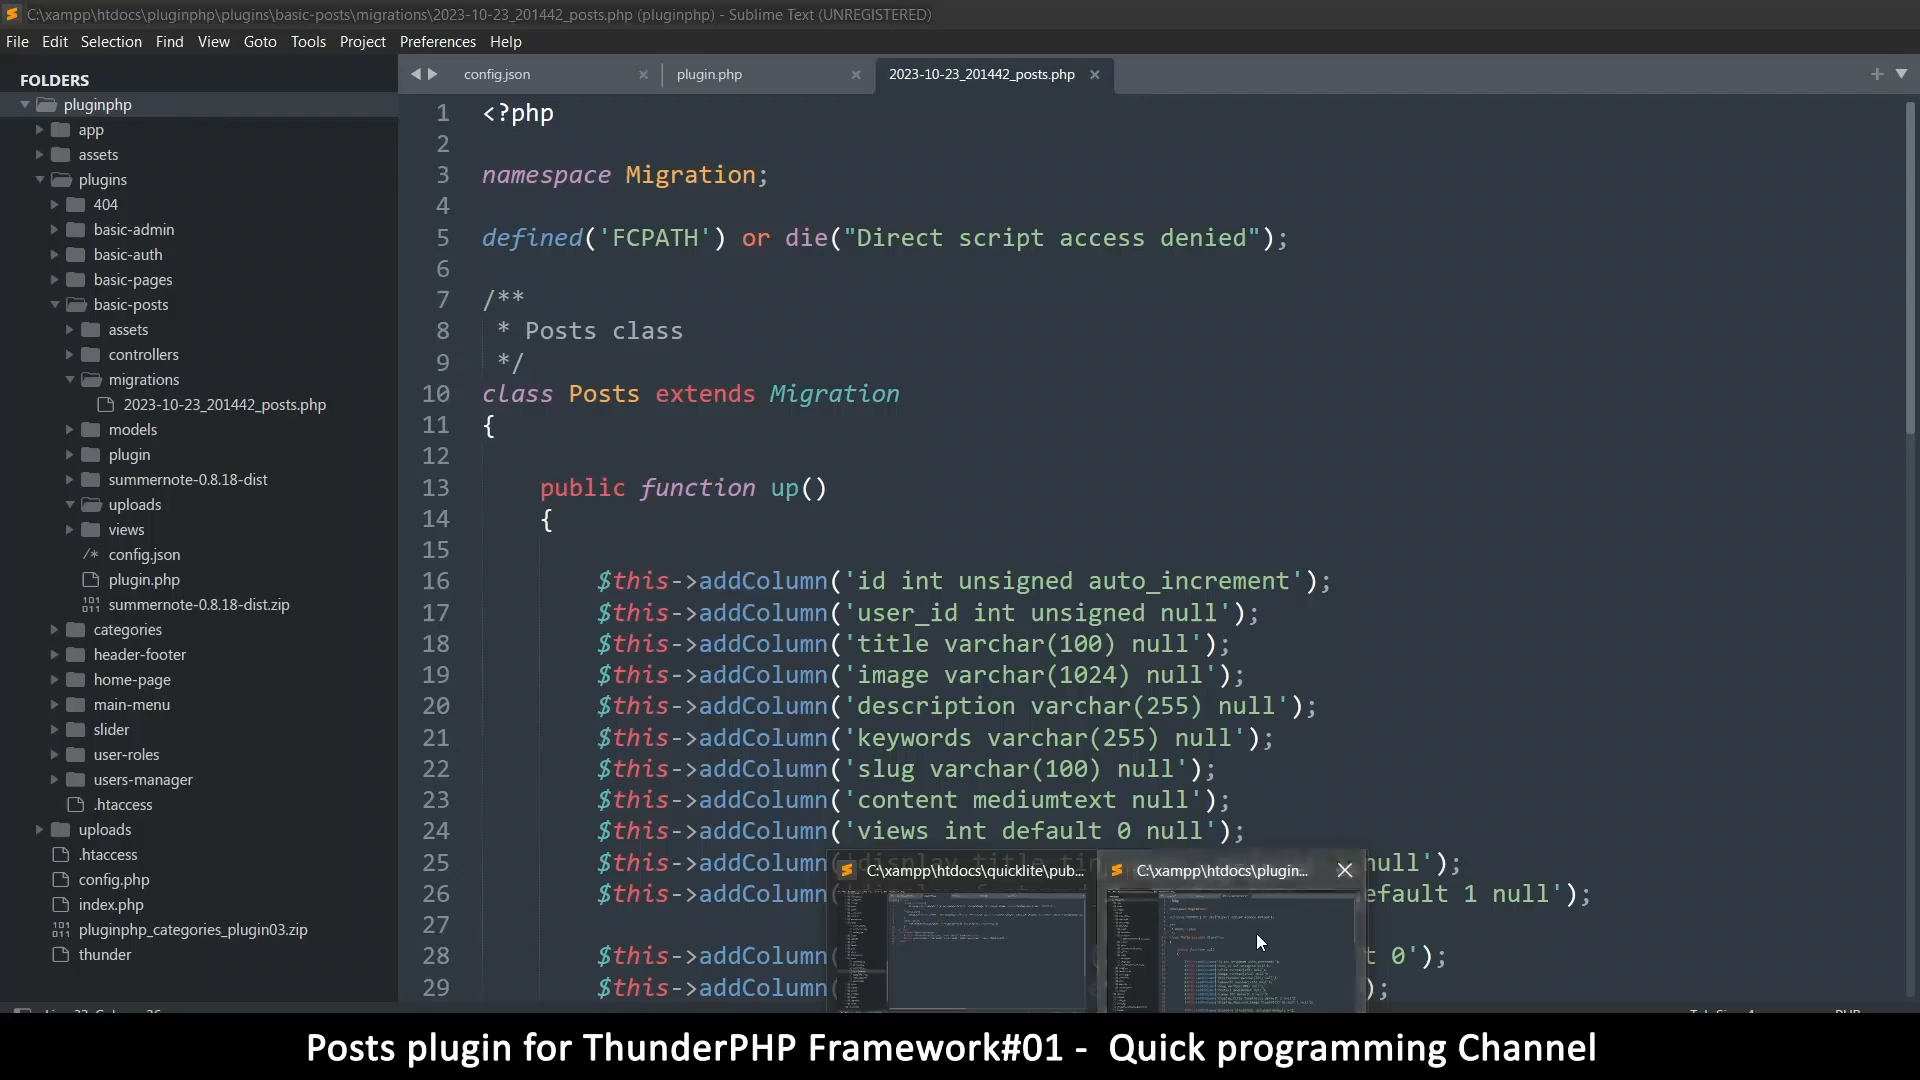 C:\xampp\htdocs\pluginphp\plugins\basic-posts\migrations\2023-10-23_201442_posts.php (pluginphp) - Sublime Text (UNREGISTERED)
File Edit Selection Find View Goto Tools Project Preferences Help
FOLDERS
pluginphp
app
assets
plugins
404
basic-admin
basic-auth
basic-pages
basic-posts
assets
controllers
migrations
2023-10-23_201442_posts.php
models
plugin
summernote-0.8.18-dist
uploads
views
config.json
plugin.php
summernote-0.8.18-dist.zip
categories
header-footer
home-page
main-menu
slider
user-roles
users-manager
.htaccess
uploads
.htaccess
config.php
index.php
pluginphp_categories_plugin03.zip
thunder
config.json plugin.php 2023-10-23_201442_posts.php
1 <?php
2
3 namespace Migration;
4
5 defined('FCPATH') or die("Direct script access denied");
6
7 /**
8 * Posts class
9 */
10 class Posts extends Migration
11 {
12
13 public function up()
14 {
15
16 $this->addColumn('id int unsigned auto_increment');
17 $this->addColumn('user_id int unsigned null');
18 $this->addColumn('title varchar(100) null');
19 $this->addColumn('image varchar(1024) null');
20 $this->addColumn('description varchar(255) null');
21 $this->addColumn('keywords varchar(255) null');
22 $this->addColumn('slug varchar(100) null');
23 $this->addColumn('content mediumtext null');
24 $this->addColumn('views int default 0 null');
25 $this->addColumn( null');
26 $this->addColumn( default 1 null');
27
28 $this->addColumn( t 0');
29 $this->addColumn( );
C:\xampp\htdocs\quicklite\pub...
C:\xampp\htdocs\plugin...
Posts plugin for ThunderPHP Framework#01 - Quick programming Channel